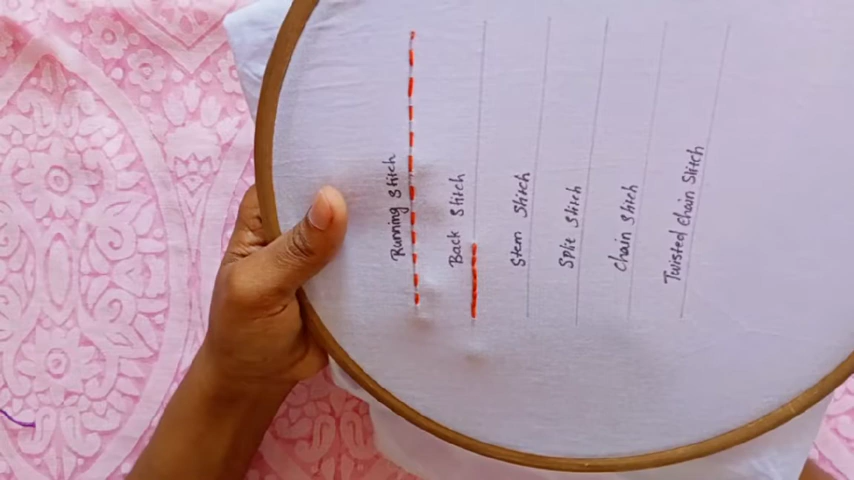 Running Stitch
Back Stitch
Stem Stitch
Split Stitch
Chain Stitch
Twisted Chain Stitch